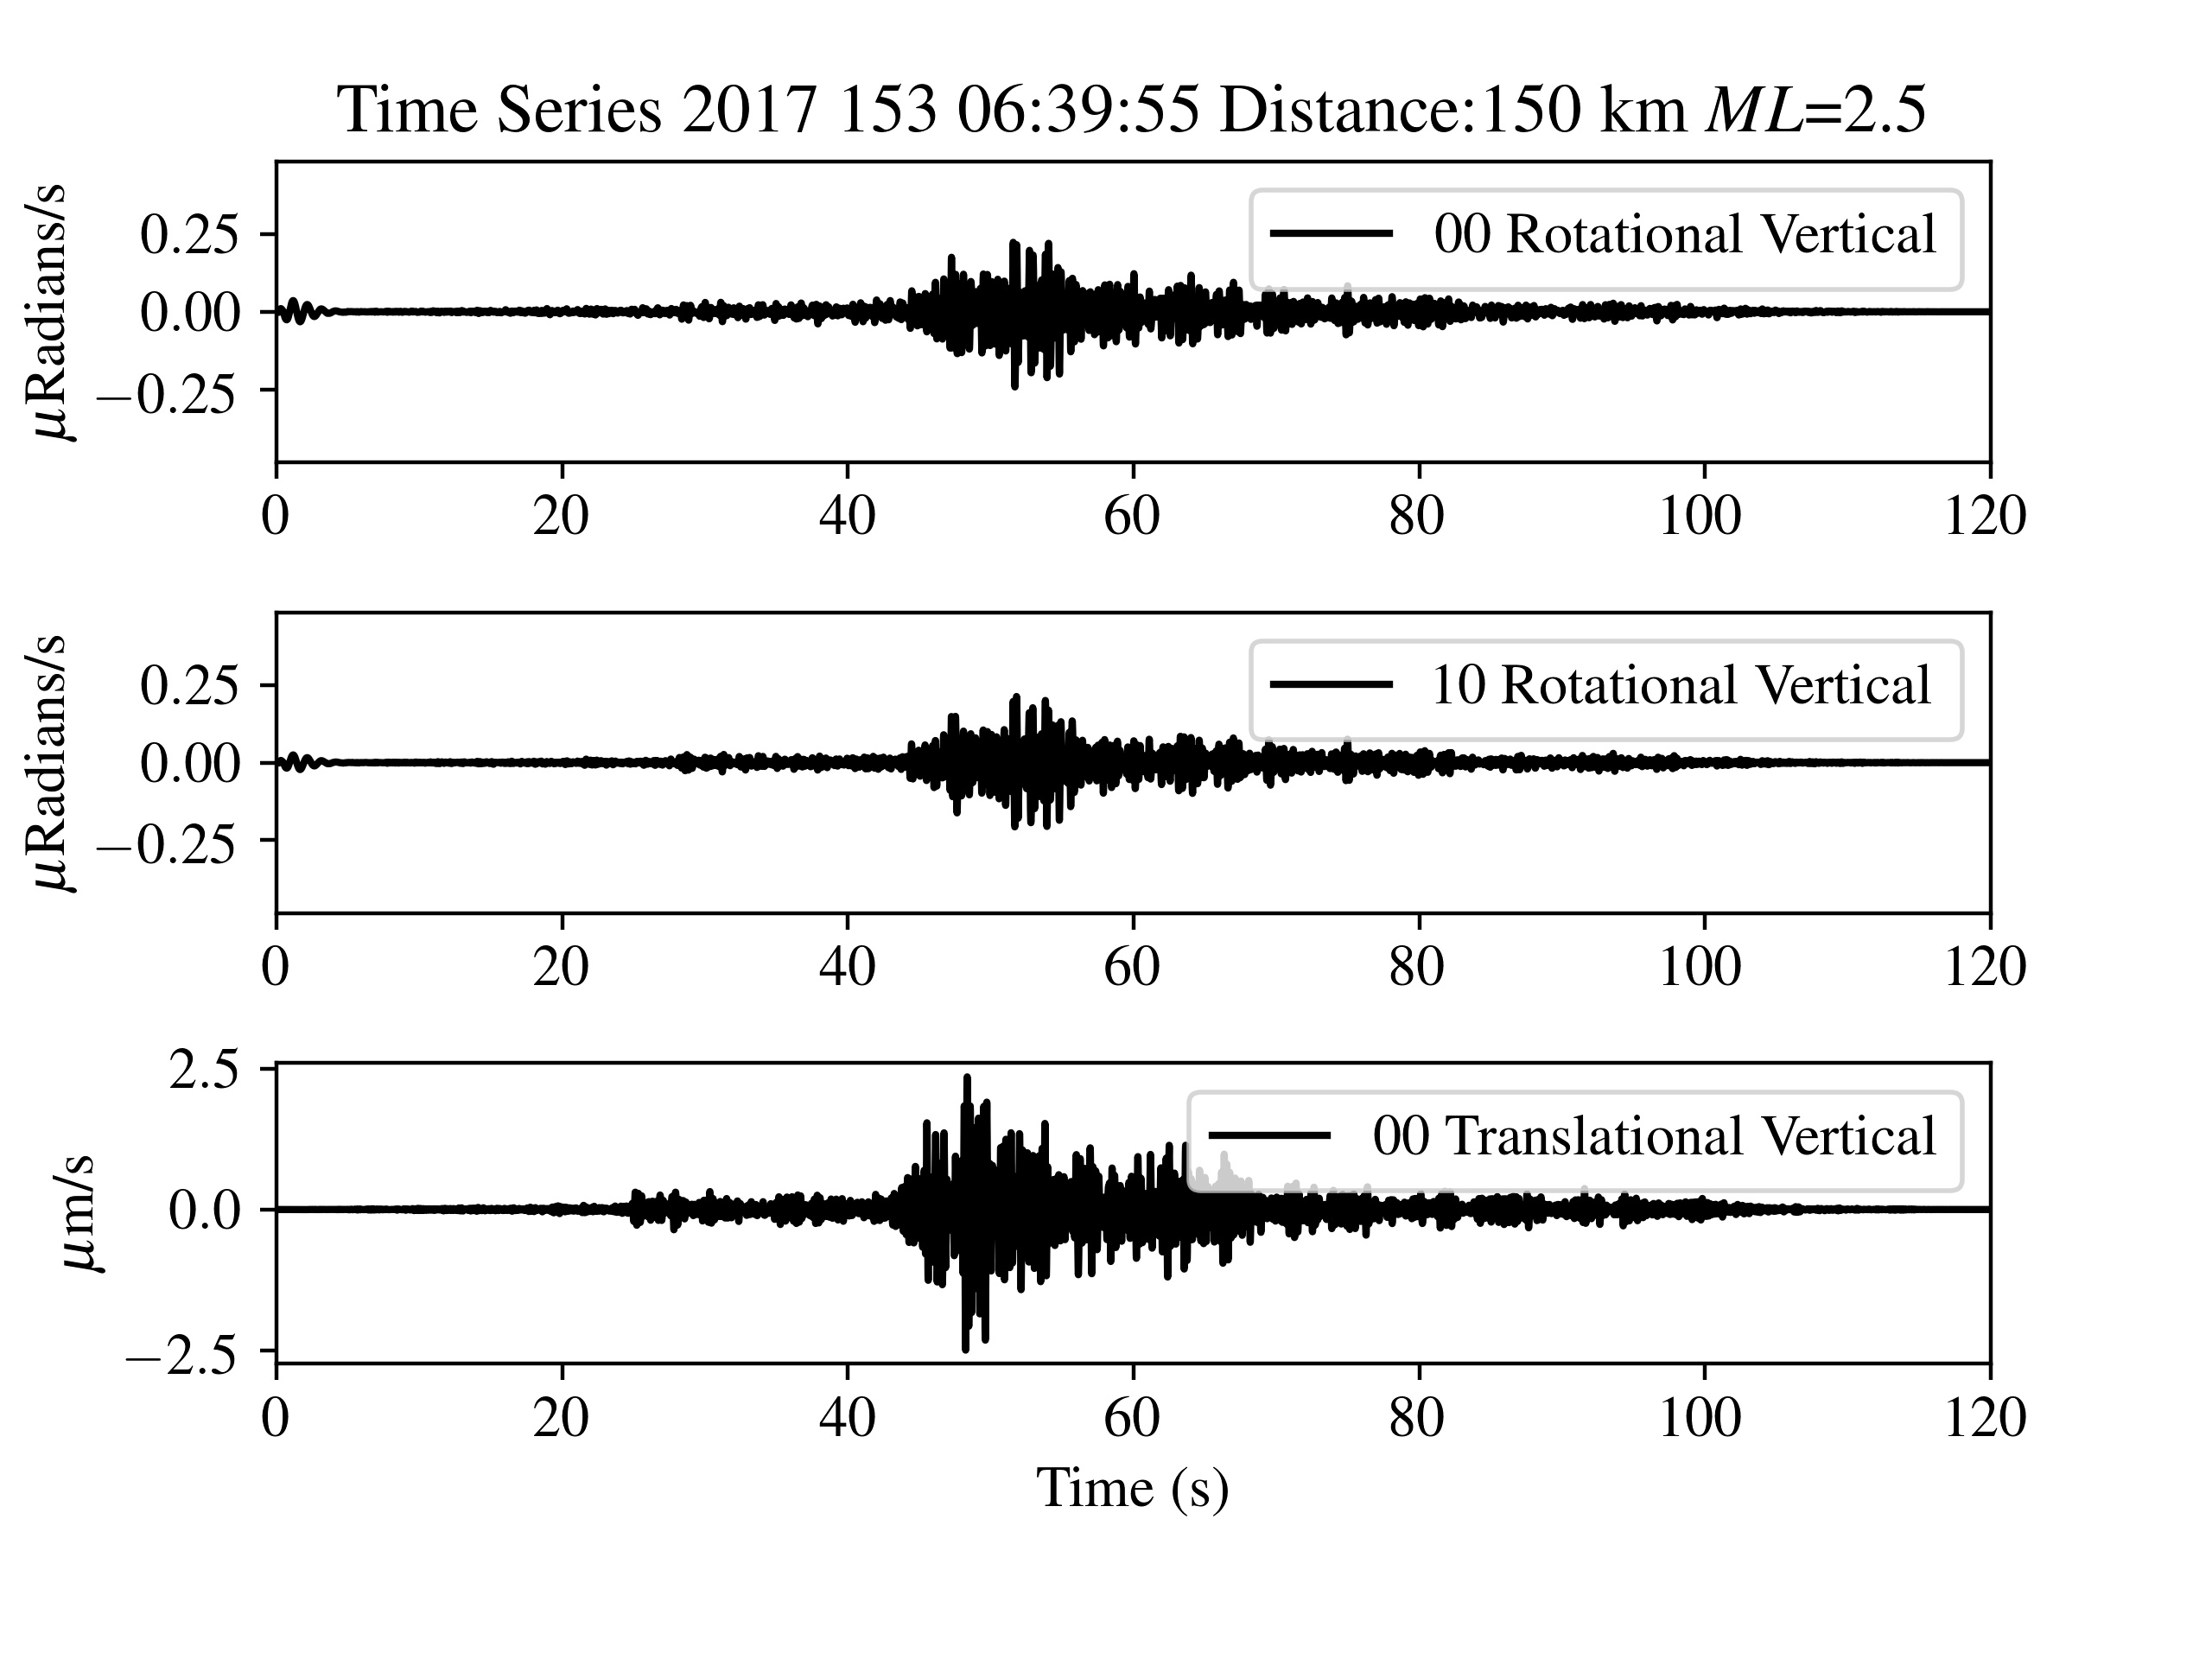 Time Series 2017 153 06:39:55 Distance:150 km ML=2.5
µRadians/s
0.25
0.00
−0.25
00 Rotational Vertical
0 20 40 60 80 100 120
µRadians/s
0.25
0.00
−0.25
10 Rotational Vertical
0 20 40 60 80 100 120
µm/s
2.5
0.0
−2.5
00 Translational Vertical
0 20 40 60 80 100 120
Time (s)